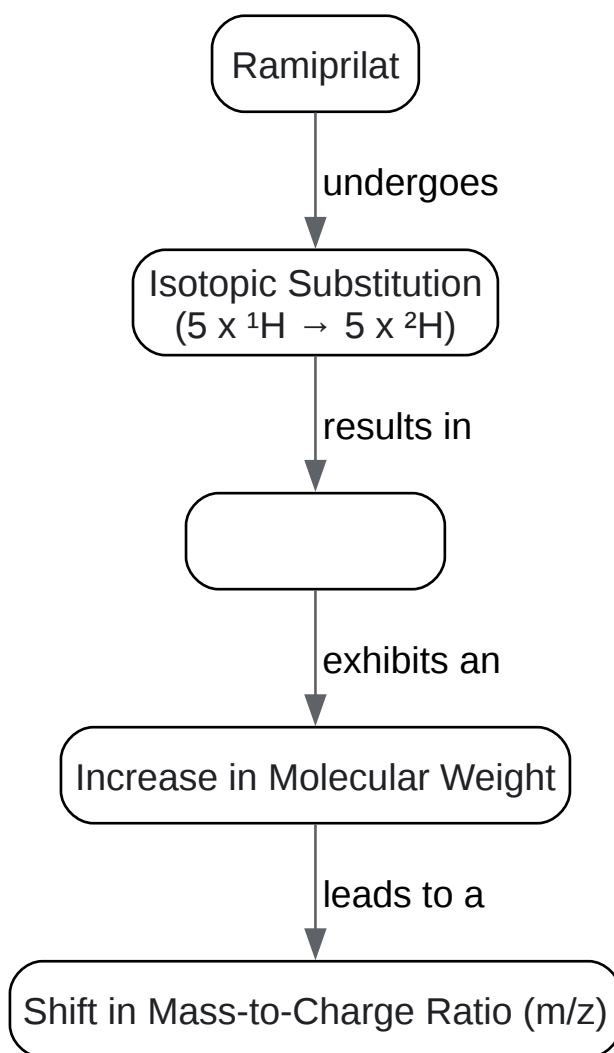 Ramiprilat
undergoes
Isotopic Substitution
(5 x ¹H → 5 x ²H)
results in
exhibits an
Increase in Molecular Weight
leads to a
Shift in Mass-to-Charge Ratio (m/z)